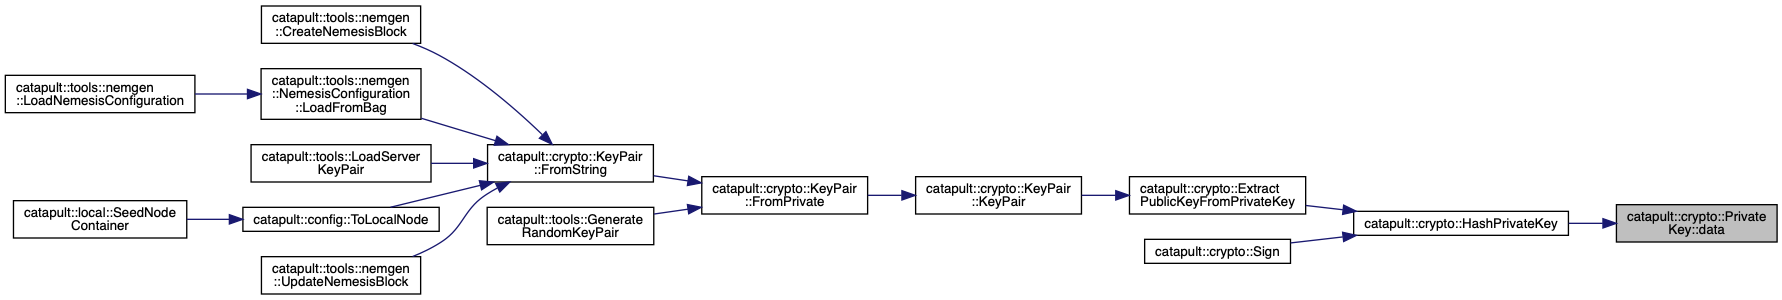 catapult::tools::nemgen
::CreateNemesisBlock
catapult::tools::nemgen
::LoadNemesisConfiguration
catapult::tools::nemgen
::NemesisConfiguration
::LoadFromBag
catapult::tools::LoadServer
KeyPair
catapult::crypto::KeyPair
::FromString
catapult::local::SeedNode
Container
catapult::config::ToLocalNode
catapult::tools::nemgen
::UpdateNemesisBlock
catapult::tools::Generate
RandomKeyPair
catapult::crypto::KeyPair
::FromPrivate
catapult::crypto::KeyPair
::KeyPair
catapult::crypto::Extract
PublicKeyFromPrivateKey
catapult::crypto::Sign
catapult::crypto::HashPrivateKey
catapult::crypto::Private
Key::data